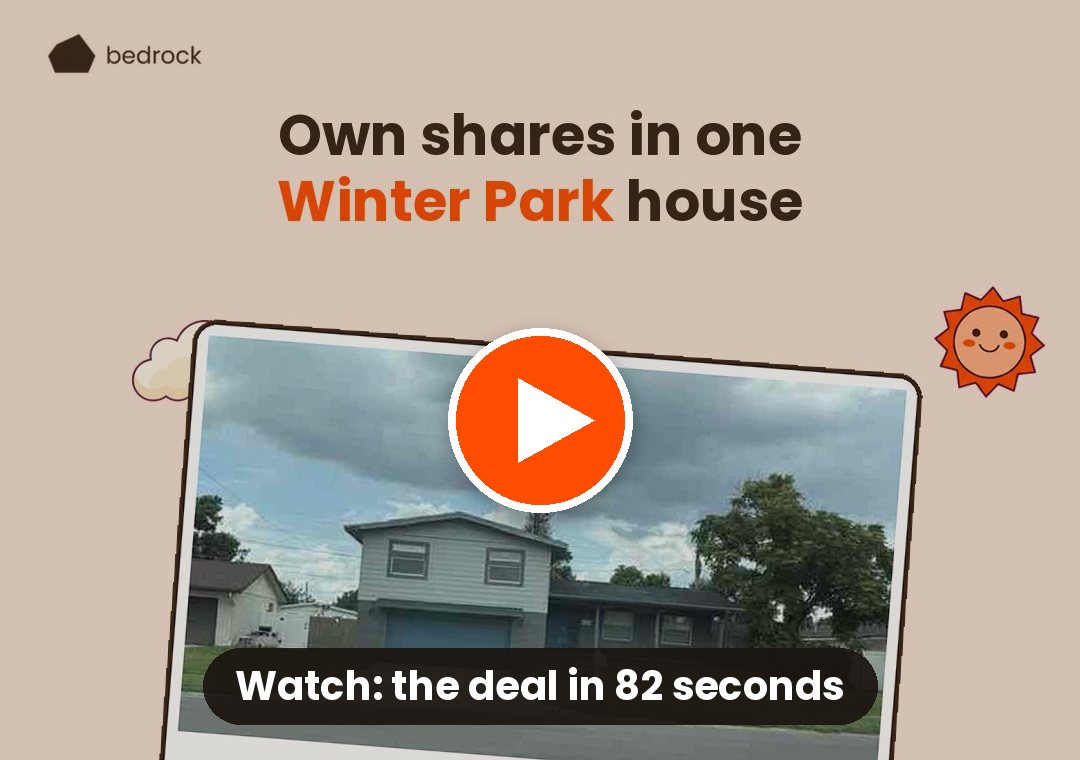 bedrock
Own shares in one
Winter Park house
Watch: the deal in 82 seconds